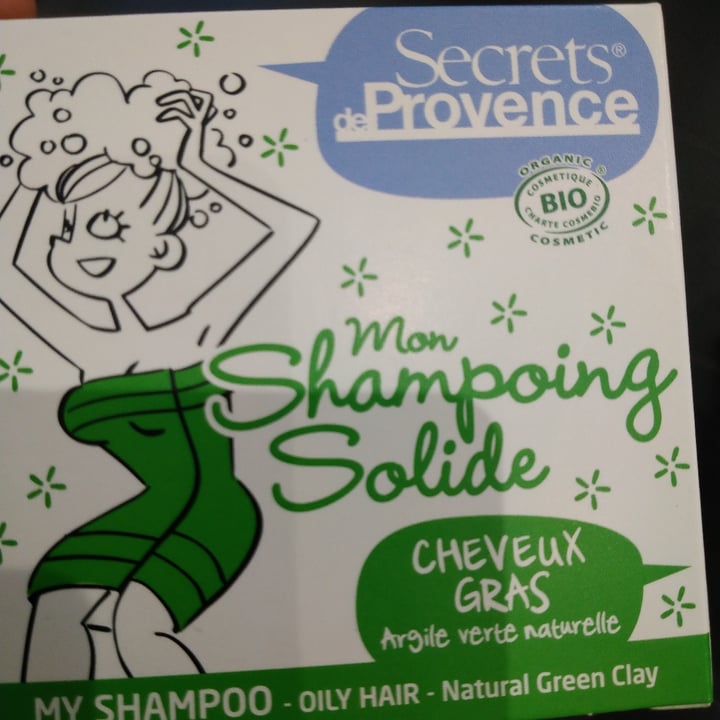 Secrets®
de Provence
ORGANIC
COSMETIQUE
BIO
CHARTE COSMEBIO
COSMETIC
Mon
Shampoing
Solide
CHEVEUX
GRAS
Argile verte naturelle
MY SHAMPOO - OILY HAIR - Natural Green Clay